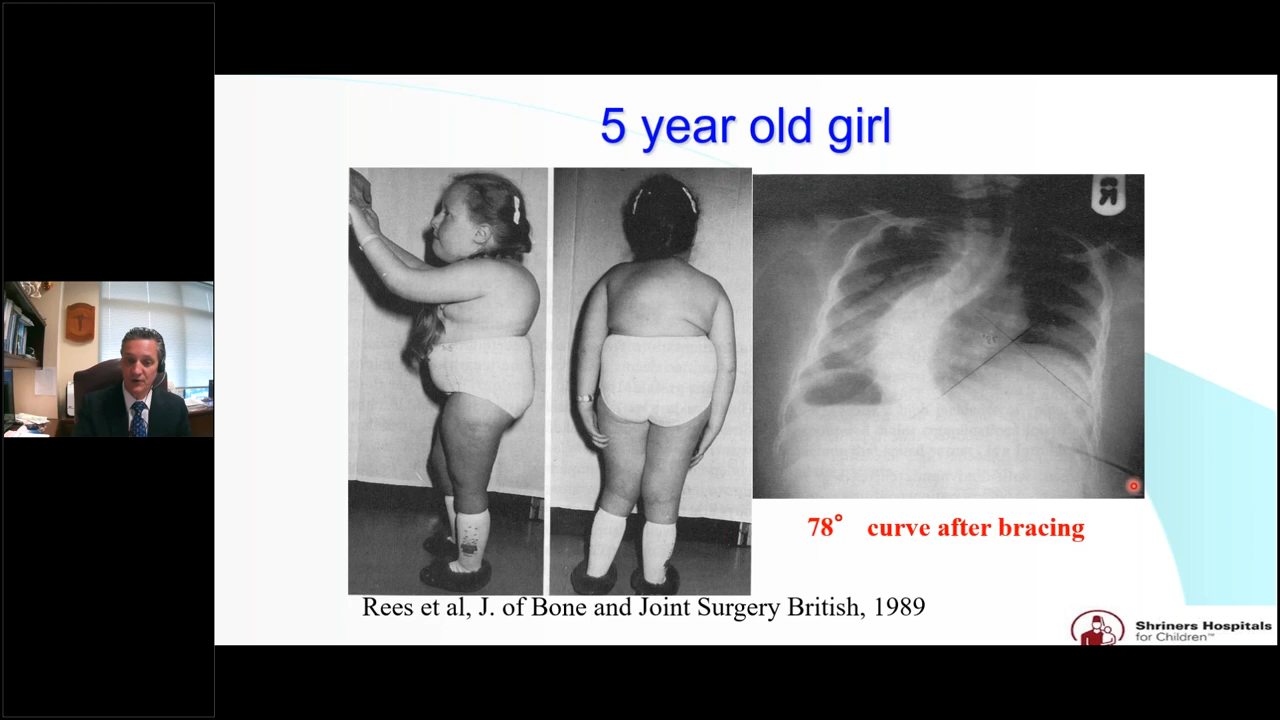 5 year old girl
R
78° curve after bracing
Rees et al, J. of Bone and Joint Surgery British, 1989
Shriners Hospitals
for Children™